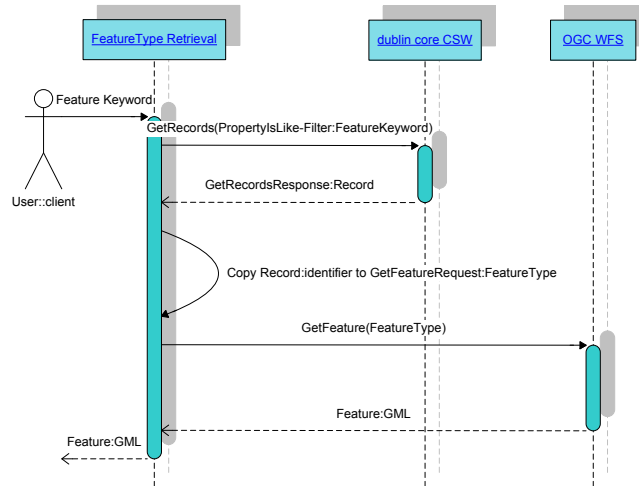 FeatureType Retrieval
dublin core CSW
OGC WFS
Feature Keyword
GetRecords(PropertyIsLike-Filter:FeatureKeyword)
GetRecordsResponse:Record
User::client
Copy Record:identifier to GetFeatureRequest:FeatureType
GetFeature(FeatureType)
Feature:GML
Feature:GML